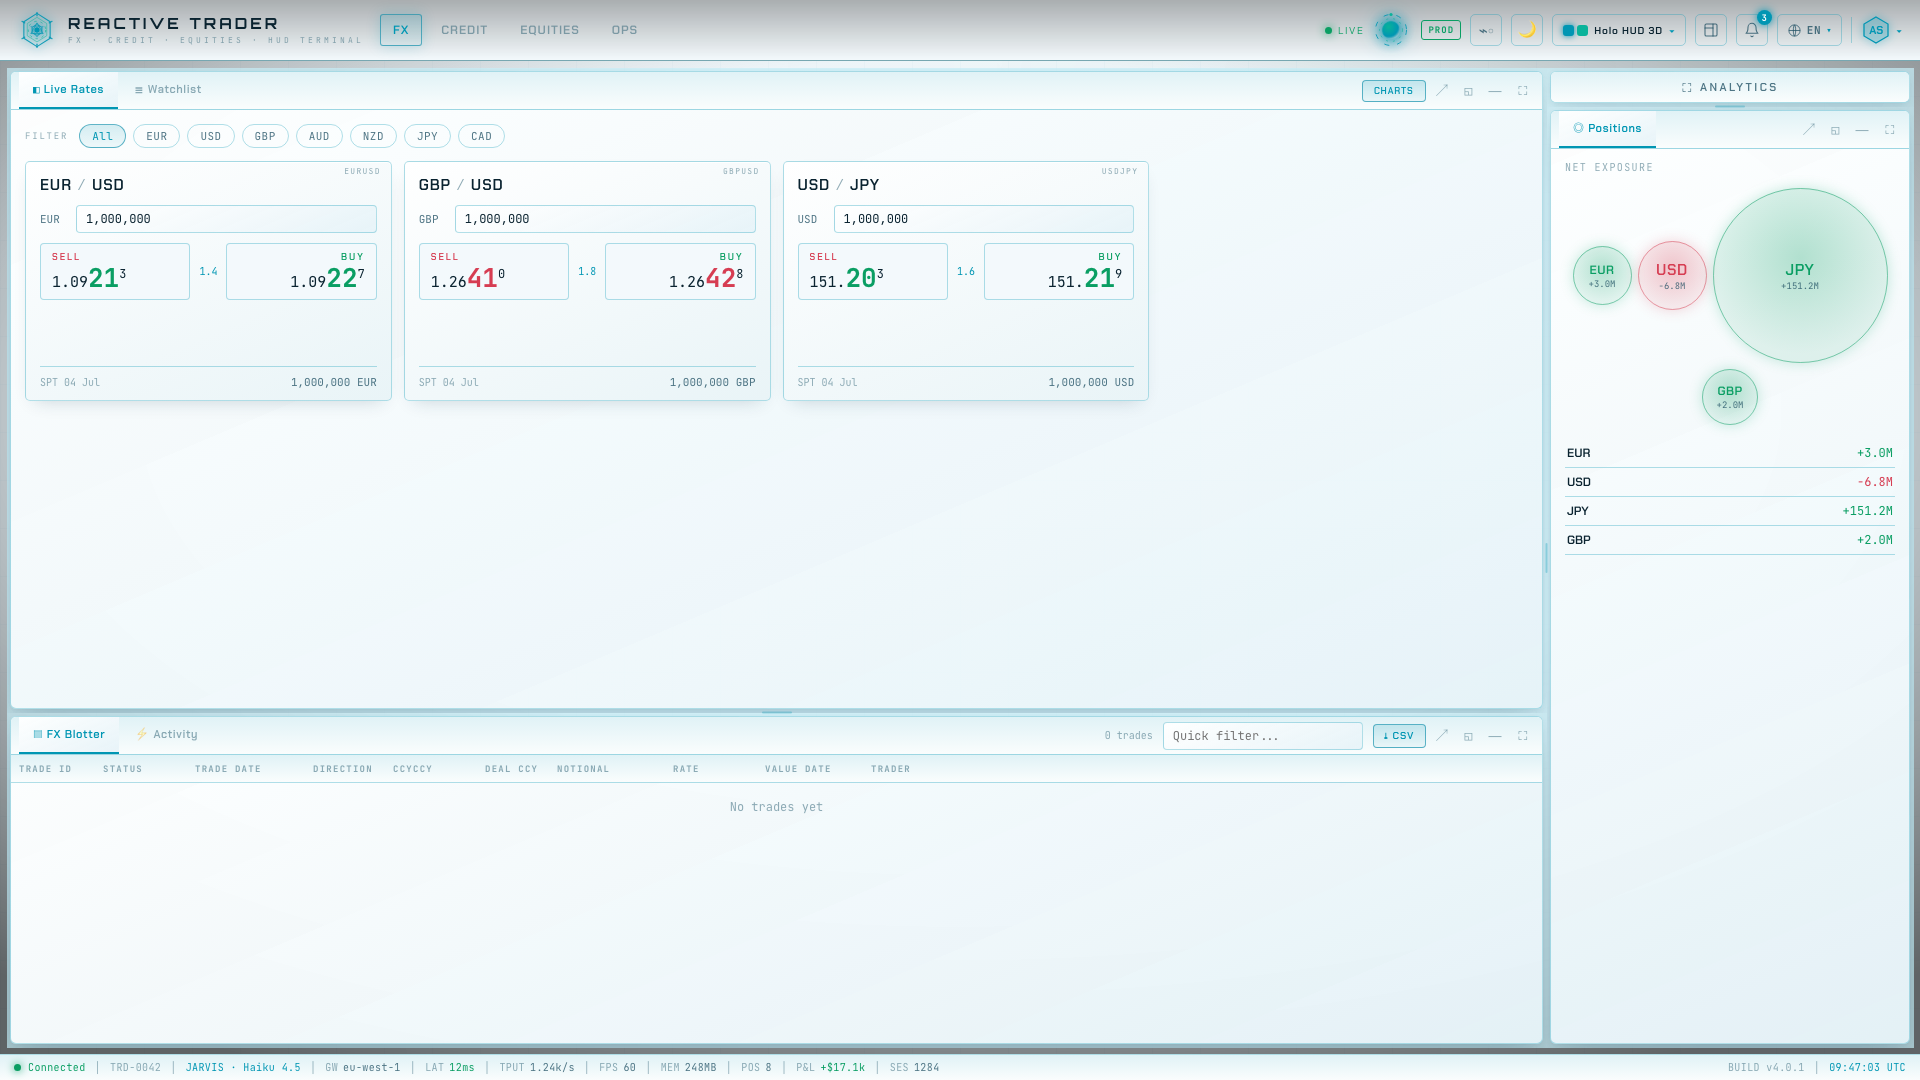 REACTIVE TRADER
FX · CREDIT · EQUITIES · HUD TERMINAL
FX
CREDIT
EQUITIES
OPS
LIVE
PROD
Holo HUD 3D
3
EN
AS
Live Rates
Watchlist
CHARTS
FILTER
All
EUR
USD
GBP
AUD
NZD
JPY
CAD
EUR / USD
EURUSD
EUR
1,000,000
SELL
1.09213
1.4
BUY
1.09227
SPT 04 Jul
1,000,000 EUR
GBP / USD
GBPUSD
GBP
1,000,000
SELL
1.26410
1.8
BUY
1.26428
SPT 04 Jul
1,000,000 GBP
USD / JPY
USDJPY
USD
1,000,000
SELL
151.203
1.6
BUY
151.219
SPT 04 Jul
1,000,000 USD
ANALYTICS
Positions
NET EXPOSURE
EUR
+3.0M
USD
-6.8M
JPY
+151.2M
GBP
+2.0M
EUR +3.0M
USD -6.8M
JPY +151.2M
GBP +2.0M
FX Blotter
Activity
0 trades
Quick filter...
↓ CSV
TRADE ID STATUS TRADE DATE DIRECTION CCYCCY DEAL CCY NOTIONAL RATE VALUE DATE TRADER
No trades yet
Connected | TRD-0042 | JARVIS · Haiku 4.5 | GW eu-west-1 | LAT 12ms | TPUT 1.24k/s | FPS 60 | MEM 248MB | POS 8 | P&L +$17.1k | SES 1284
BUILD v4.0.1 | 09:47:03 UTC